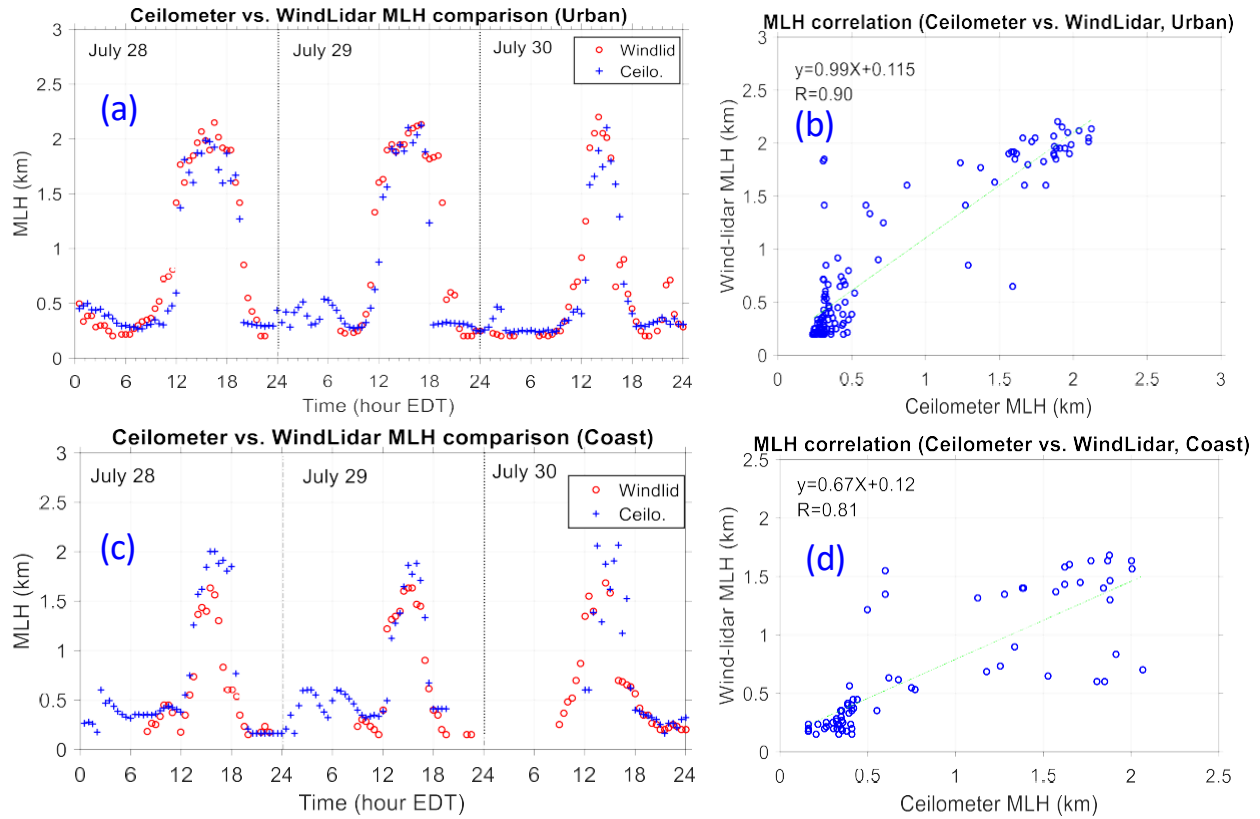 Ceilometer vs. WindLidar MLH comparison (Urban)
3
2.5
2
1.5
1
0.5
0
MLH (km)
July 28
July 29
July 30
Windlid
Ceilo.
(a)
0 6 12 18 24 6 12 18 24 6 12 18 24
Time (hour EDT)
MLH correlation (Ceilometer vs. WindLidar, Urban)
3
2.5
2
1.5
1
0.5
0
Wind-lidar MLH (km)
y=0.99X+0.115
R=0.90
(b)
0 0.5 1 1.5 2 2.5 3
Ceilometer MLH (km)
Ceilometer vs. WindLidar MLH comparison (Coast)
3
2.5
2
1.5
1
0.5
0
MLH (km)
July 28
July 29
July 30
Windlid
Ceilo.
(c)
0 6 12 18 24 6 12 18 24 6 12 18 24
Time (hour EDT)
MLH correlation (Ceilometer vs. WindLidar, Coast)
2.5
2
1.5
1
0.5
0
Wind-lidar MLH (km)
y=0.67X+0.12
R=0.81
(d)
0 0.5 1 1.5 2 2.5
Ceilometer MLH (km)